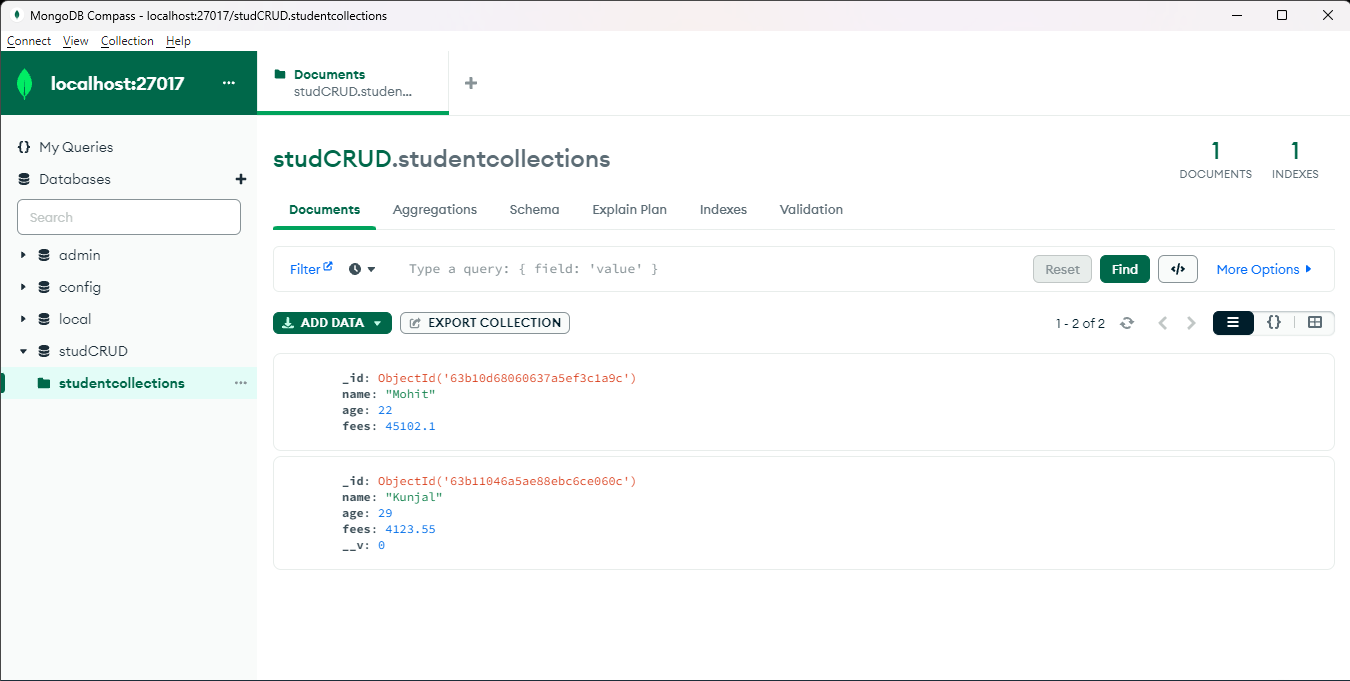 MongoDB Compass - localhost:27017/studCRUD.studentcollections
Connect View Collection Help
localhost:27017 ...
Documents
studCRUD.studen...
+
{} My Queries
Databases +
Search
admin
config
local
studCRUD
studentcollections ...
studCRUD.studentcollections
1
DOCUMENTS
1
INDEXES
Documents Aggregations Schema Explain Plan Indexes Validation
Filter Type a query: { field: 'value' } Reset Find </> More Options
ADD DATA EXPORT COLLECTION 1 - 2 of 2 {}
_id: ObjectId('63b10d68060637a5ef3c1a9c')
name: "Mohit"
age: 22
fees: 45102.1
_id: ObjectId('63b11046a5ae88ebc6ce060c')
name: "Kunjal"
age: 29
fees: 4123.55
__v: 0